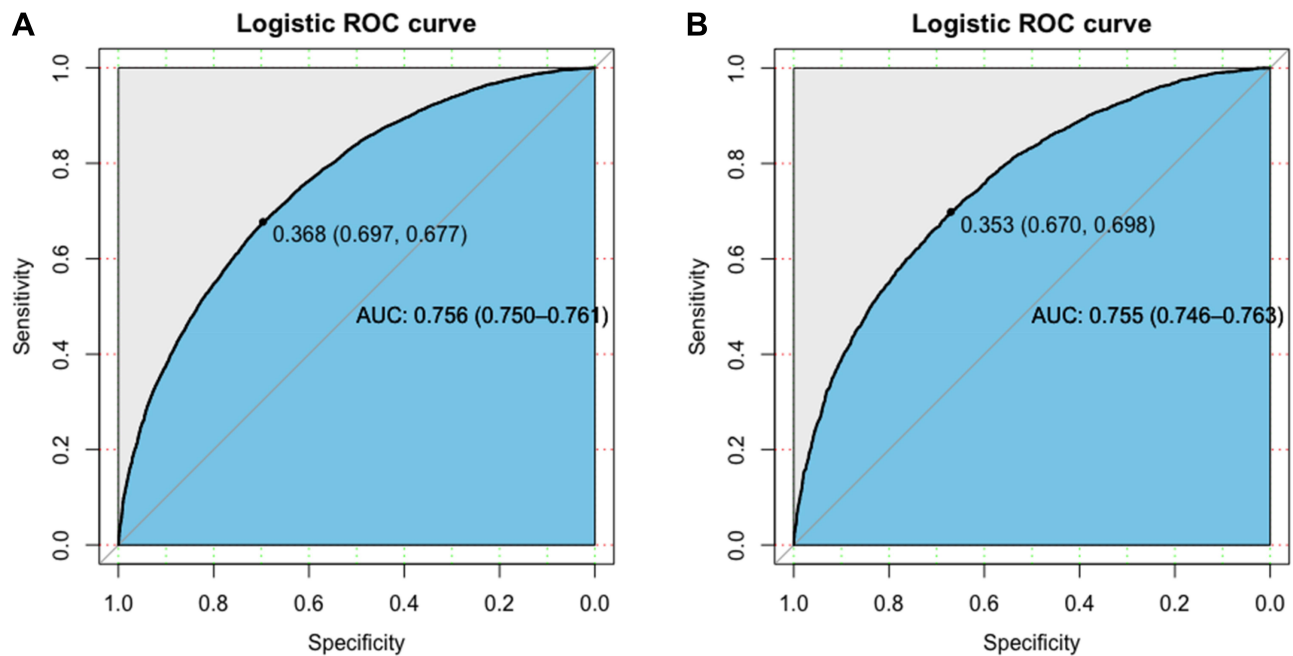 A
Logistic ROC curve
1.0
0.8
0.6
0.4
0.2
0.0
Sensitivity
0.368 (0.697, 0.677)
AUC: 0.756 (0.750–0.761)
1.0 0.8 0.6 0.4 0.2 0.0
Specificity
B
Logistic ROC curve
1.0
0.8
0.6
0.4
0.2
0.0
Sensitivity
0.353 (0.670, 0.698)
AUC: 0.755 (0.746–0.763)
1.0 0.8 0.6 0.4 0.2 0.0
Specificity